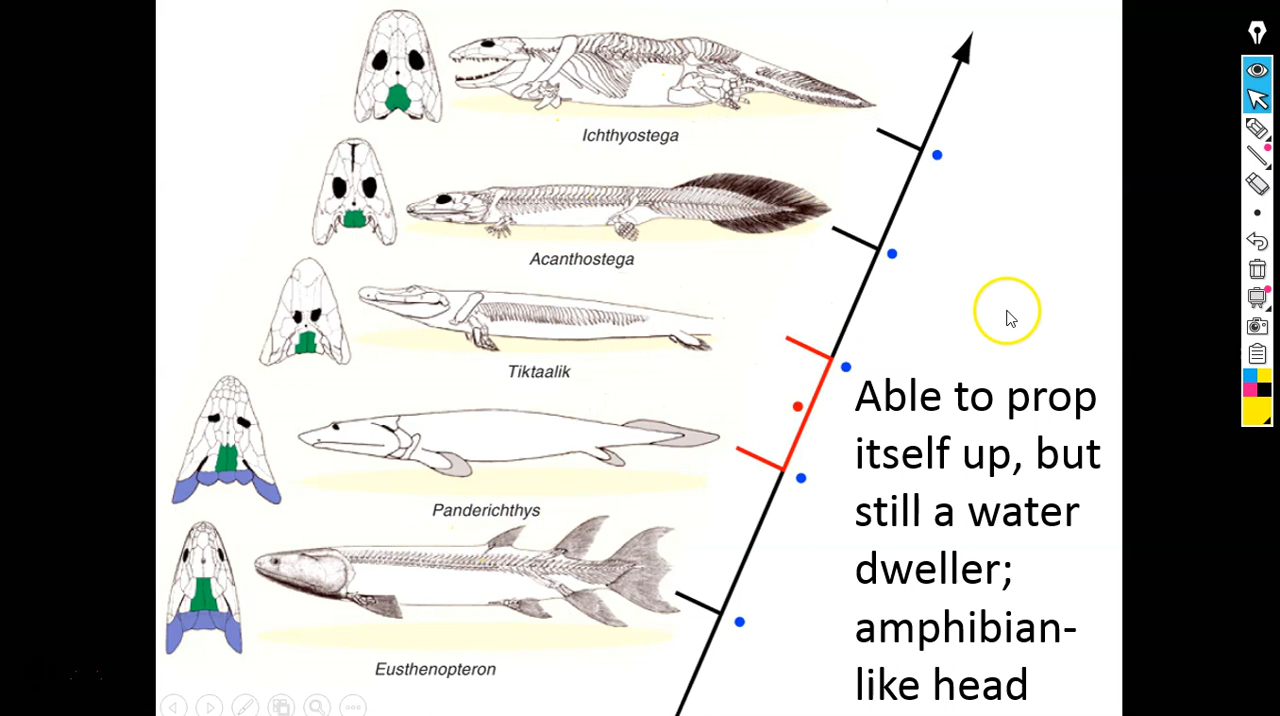 Ichthyostega
Acanthostega
Tiktaalik
Panderichthys
Eusthenopteron
Able to prop
itself up, but
still a water
dweller;
amphibian-
like head